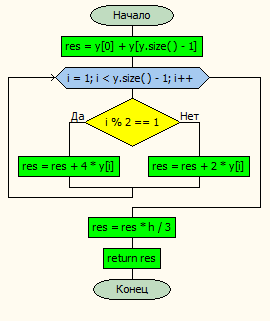 Начало
res = y[0] + y[y.size() - 1]
i = 1; i < y.size() - 1; i++
Да
Нет
i % 2 == 1
res = res + 4 * y[i]
res = res + 2 * y[i]
res = res * h / 3
return res
Конец